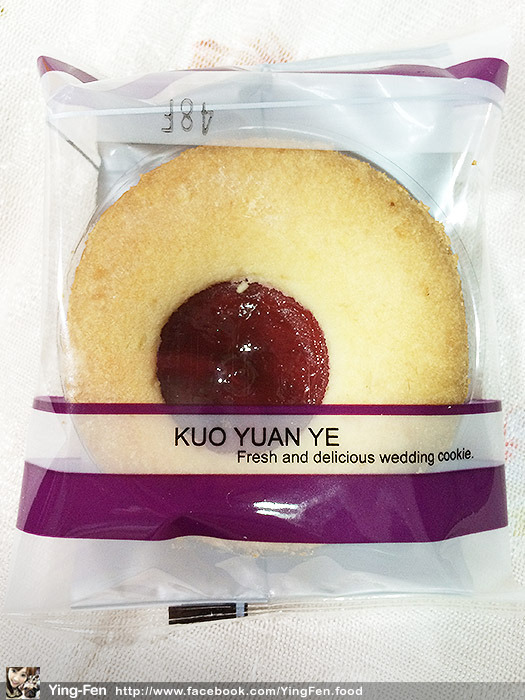 48F
KUO YUAN YE
Fresh and delicious wedding cookie.
Ying-Fen http://www.facebook.com/YingFen.food